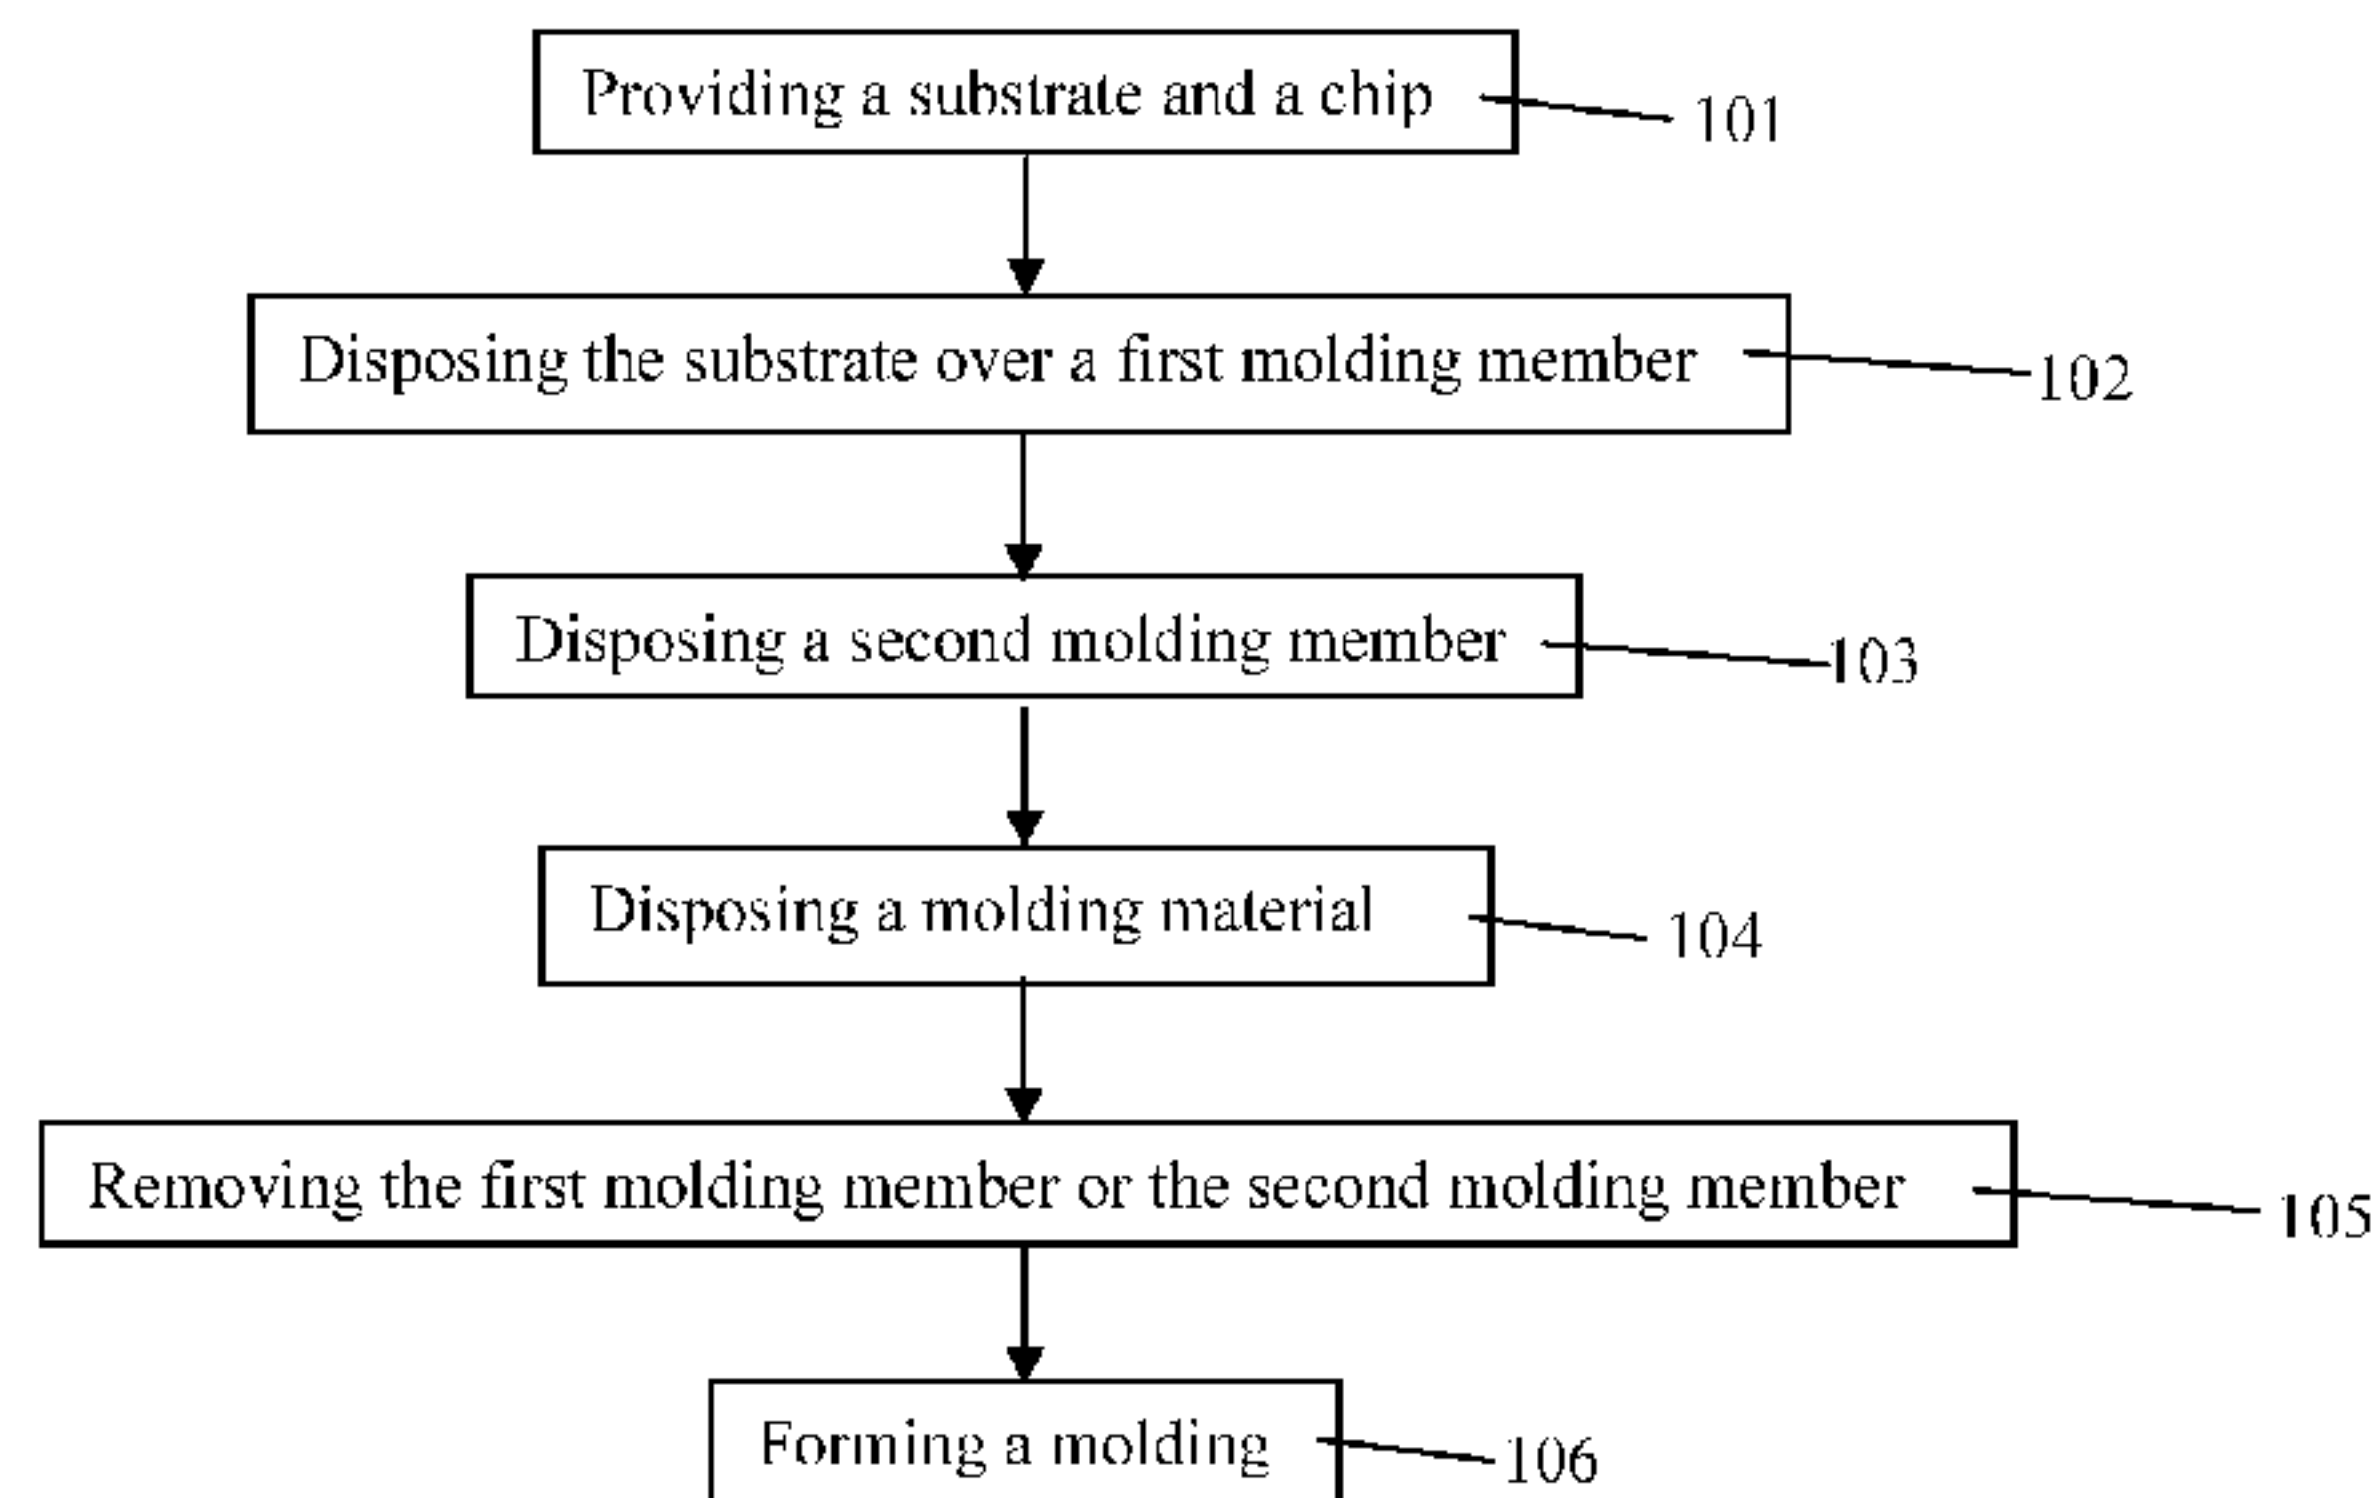 Providing a substrate and a chip
101
Disposing the substrate over a first molding member
102
Disposing a second molding member
103
Disposing a molding material
104
Removing the first molding member or the second molding member
105
Forming a molding
106